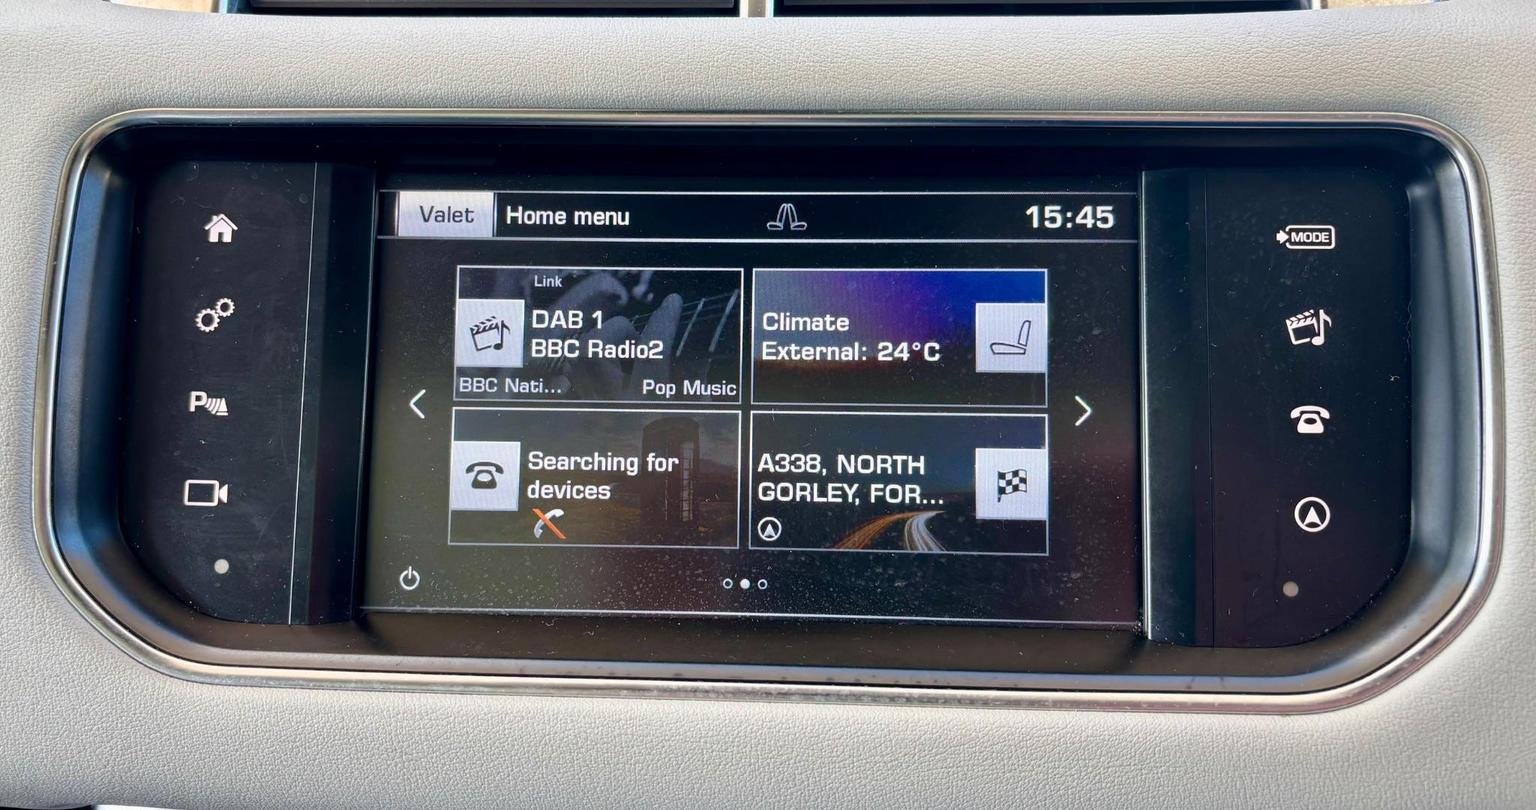 Valet Home menu 15:45
MODE
Link
DAB 1
BBC Radio2
BBC Nati... Pop Music
Climate
External: 24°C
Searching for
devices
A338, NORTH
GORLEY, FOR...
P